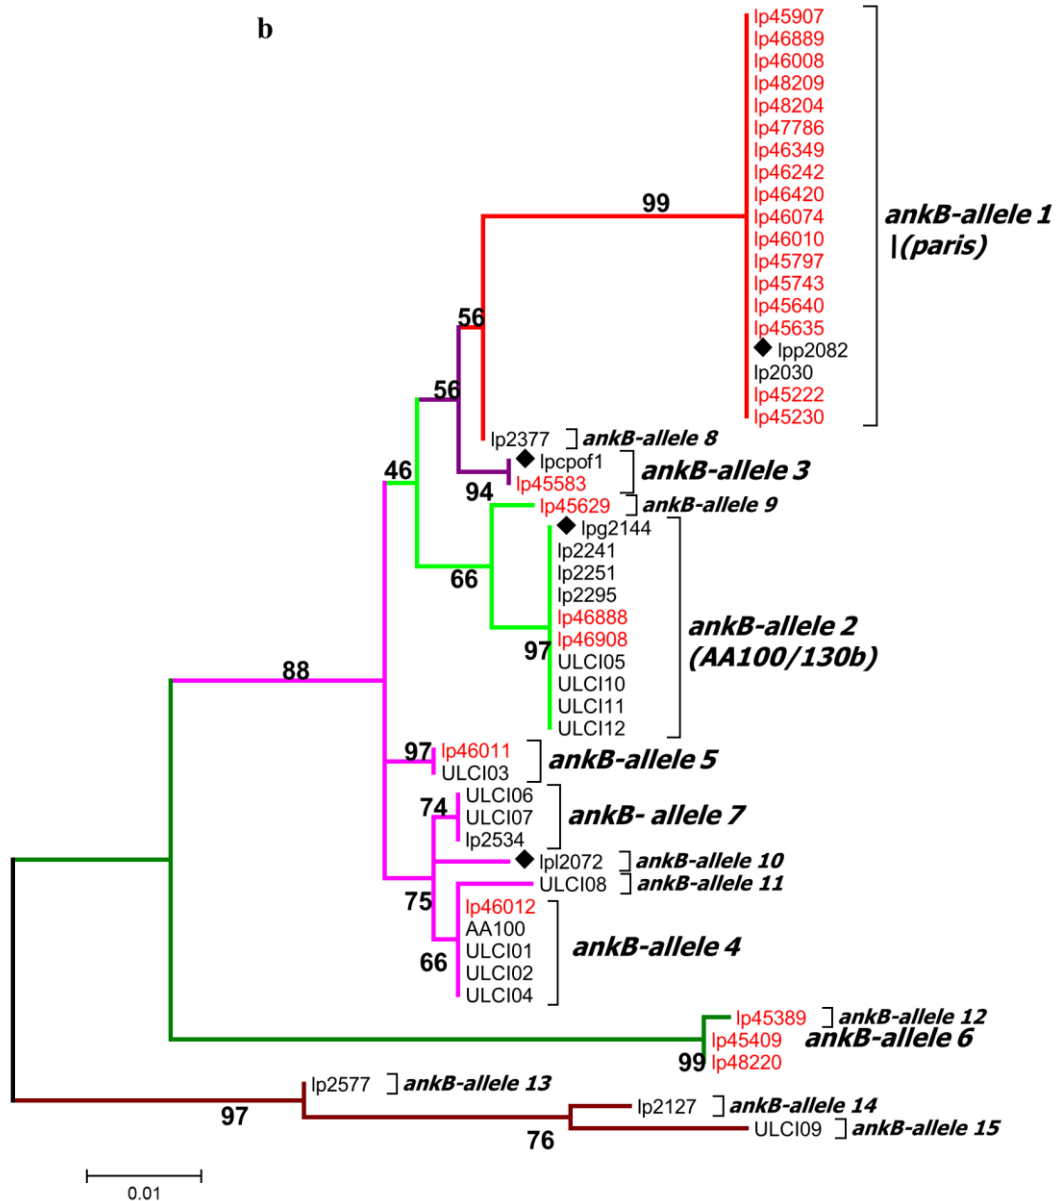 b
lp45907
lp46889
lp46008
lp48209
lp48204
lp47786
lp46349
lp46242
lp46420
99
lp46074
ankB-allele 1
lp46010
|(paris)
lp45797
lp45743
lp45640
56
lp45635
lpp2082
lp2030
56
lp45222
lp45230
lp2377
ankB-allele 8
lpcpof1
ankB-allele 3
46
lp45583
94
lp45629
ankB-allele 9
lpg2144
lp2241
lp2251
66
lp2295
lp46888
ankB-allele 2
lp46908
97
(AA100/130b)
ULCI05
88
ULCI10
ULCI11
ULCI12
97
lp46011
ankB-allele 5
ULCI03
74
ULCI06
ULCI07
ankB- allele 7
lp2534
lpl2072
ankB-allele 10
ULCI08
ankB-allele 11
75
lp46012
AA100
ULCI01
ankB-allele 4
66
ULCI02
ULCI04
lp45389
ankB-allele 12
lp45409
ankB-allele 6
99
lp48220
lp2577
ankB-allele 13
97
lp2127
ankB-allele 14
76
ULCI09
ankB-allele 15
0.01